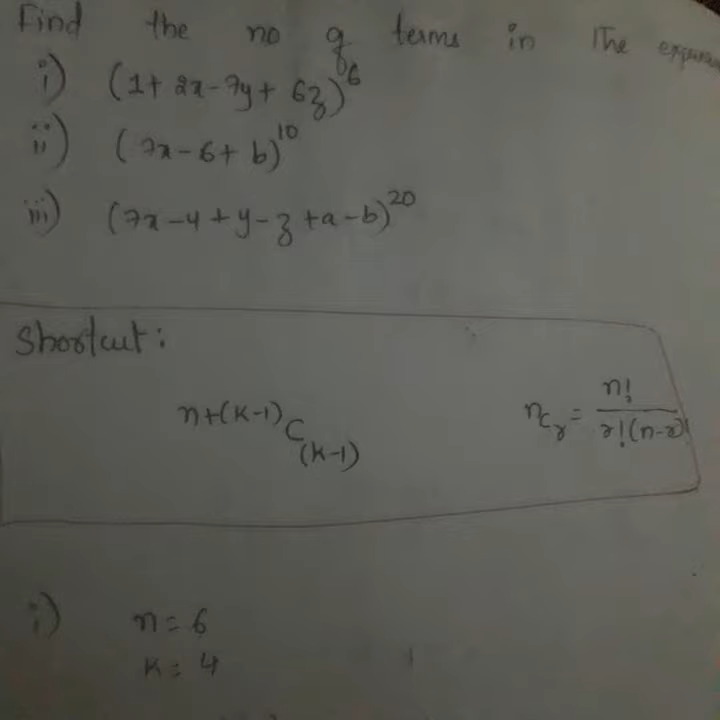 Find the no of terms in The
i) (1 + 2x - 7y + 6z)^6
ii) (7x - 6 + b)^10
iii) (7x - 4 + y - z + a - b)^20
Shortcut:
n+(K-1) C (K-1)
nCr = n! / r!(n-r)!
i) n = 6
K = 4